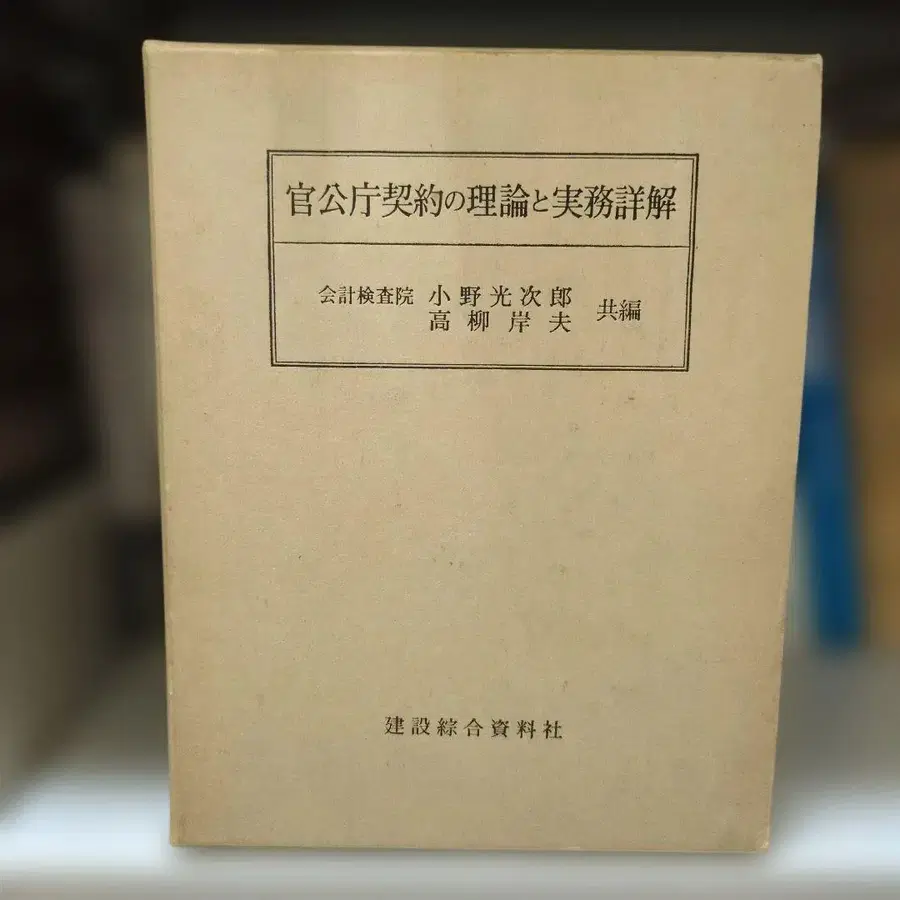 官公庁契約の理論と実務詳解
会計検査院 小野光次郎
高柳岸夫 共編
建設綜合資料社